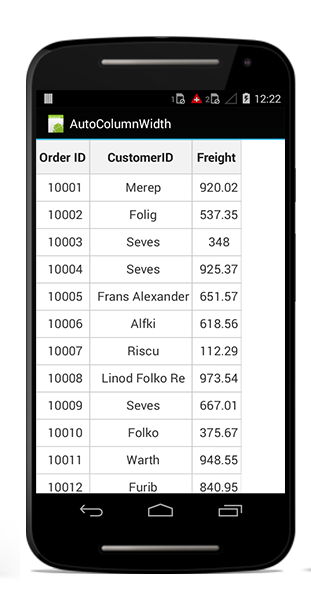 1 2 12:22
AutoColumnWidth
Order ID CustomerID Freight
10001 Merep 920.02
10002 Folig 537.35
10003 Seves 348
10004 Seves 925.37
10005 Frans Alexander 651.57
10006 Alfki 618.56
10007 Riscu 112.29
10008 Linod Folko Re 973.54
10009 Seves 667.01
10010 Folko 375.67
10011 Warth 948.55
10012 Furib 840.95